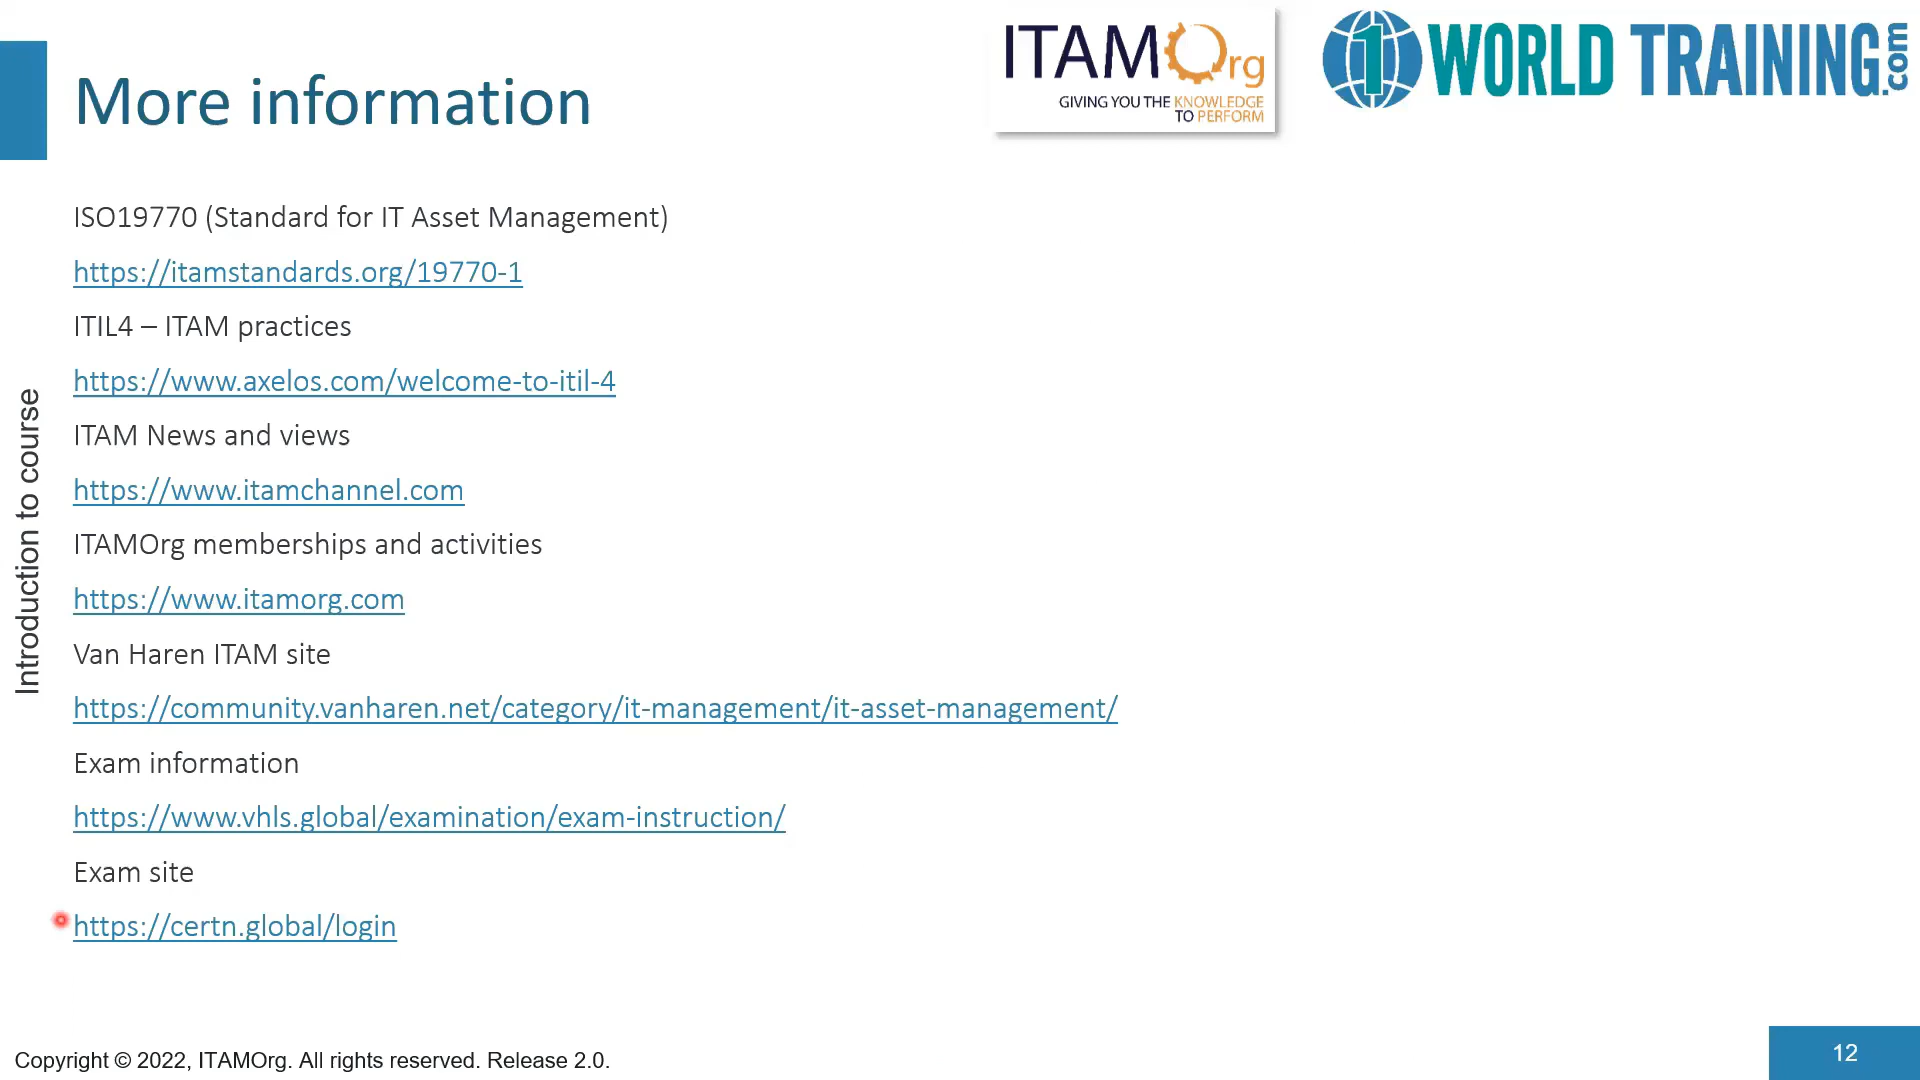 ITAMOrg
GIVING YOU THE KNOWLEDGE
TO PERFORM
1 WORLD TRAINING.com
More information
ISO19770 (Standard for IT Asset Management)
https://itamstandards.org/19770-1
ITIL4 – ITAM practices
https://www.axelos.com/welcome-to-itil-4
ITAM News and views
https://www.itamchannel.com
ITAMOrg memberships and activities
https://www.itamorg.com
Van Haren ITAM site
https://community.vanharen.net/category/it-management/it-asset-management/
Exam information
https://www.vhls.global/examination/exam-instruction/
Exam site
https://certn.global/login
Introduction to course
Copyright © 2022, ITAMOrg. All rights reserved. Release 2.0.
12